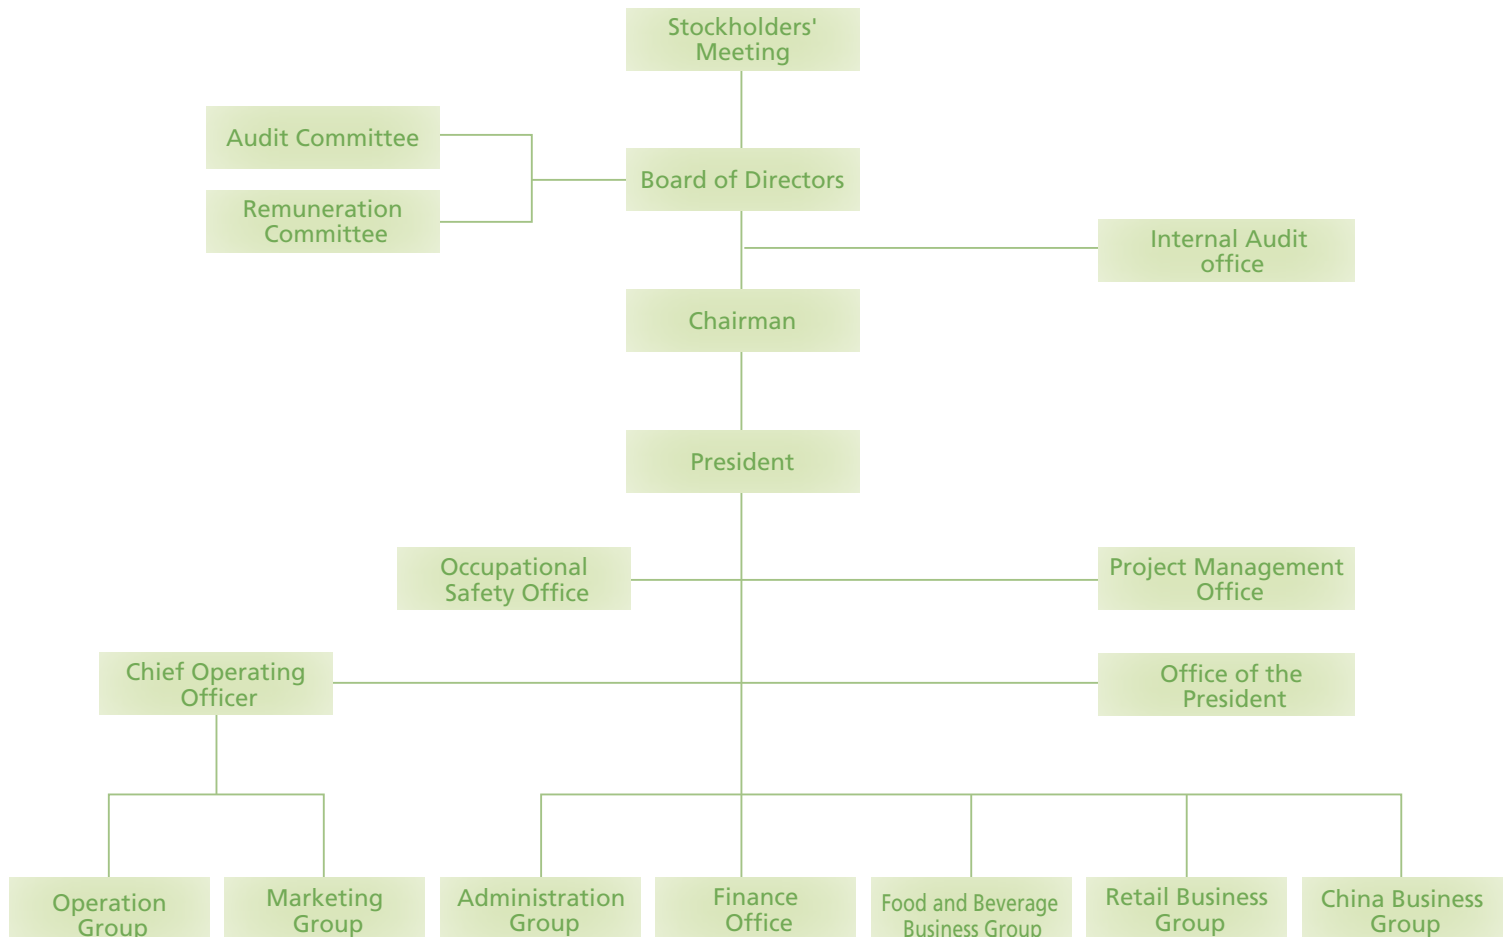 Stockholders'
Meeting
Audit Committee
Board of Directors
Remuneration
Committee
Internal Audit
office
Chairman
President
Occupational
Safety Office
Project Management
Office
Chief Operating
Officer
Office of the
President
Operation
Group
Marketing
Group
Administration
Group
Finance
Office
Food and Beverage
Business Group
Retail Business
Group
China Business
Group